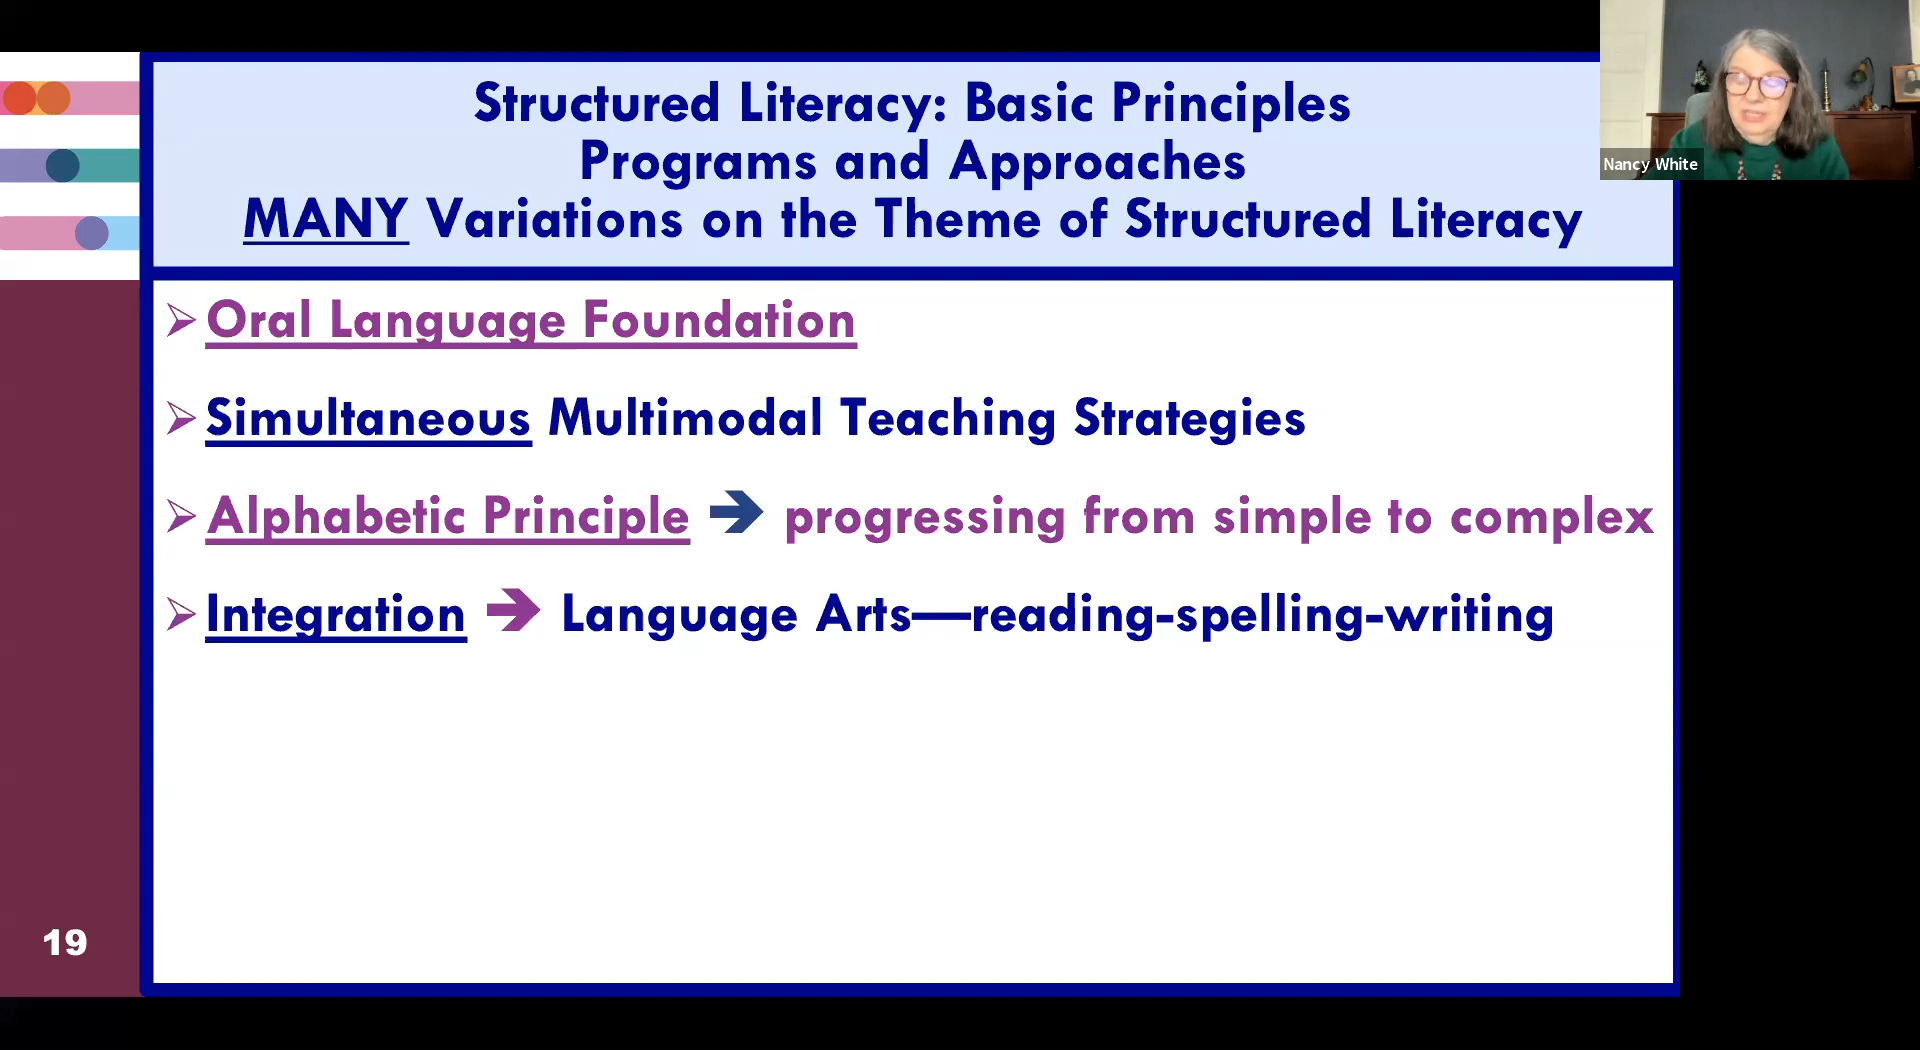 Structured Literacy: Basic Principles
Programs and Approaches
MANY Variations on the Theme of Structured Literacy
Nancy White
➢ Oral Language Foundation
➢ Simultaneous Multimodal Teaching Strategies
➢ Alphabetic Principle → progressing from simple to complex
➢ Integration → Language Arts—reading-spelling-writing
19